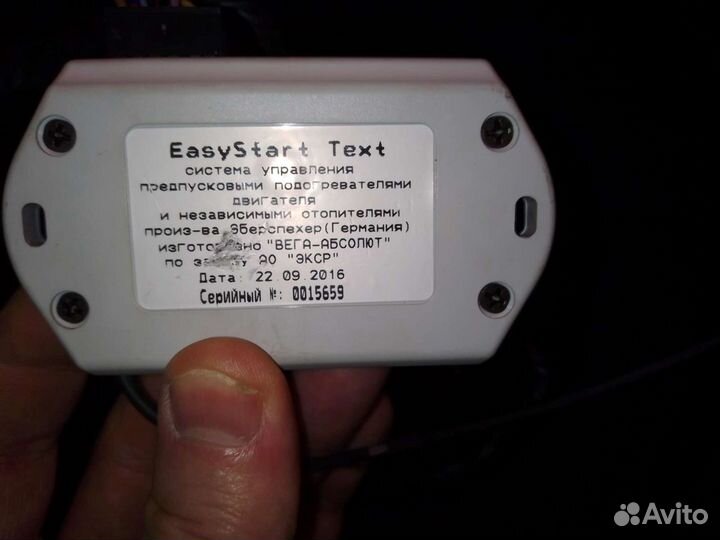 EasyStart Text
система управления
предпусковыми подогревателями
двигателя
и независимыми отопителями
произ-ва Эберспехер(Германия)
"ВЕГА-АБСОЛЮТ"
по АО "ЭКСР"
Дата: 22.09.2016
Серийный №: 0015659
Avito